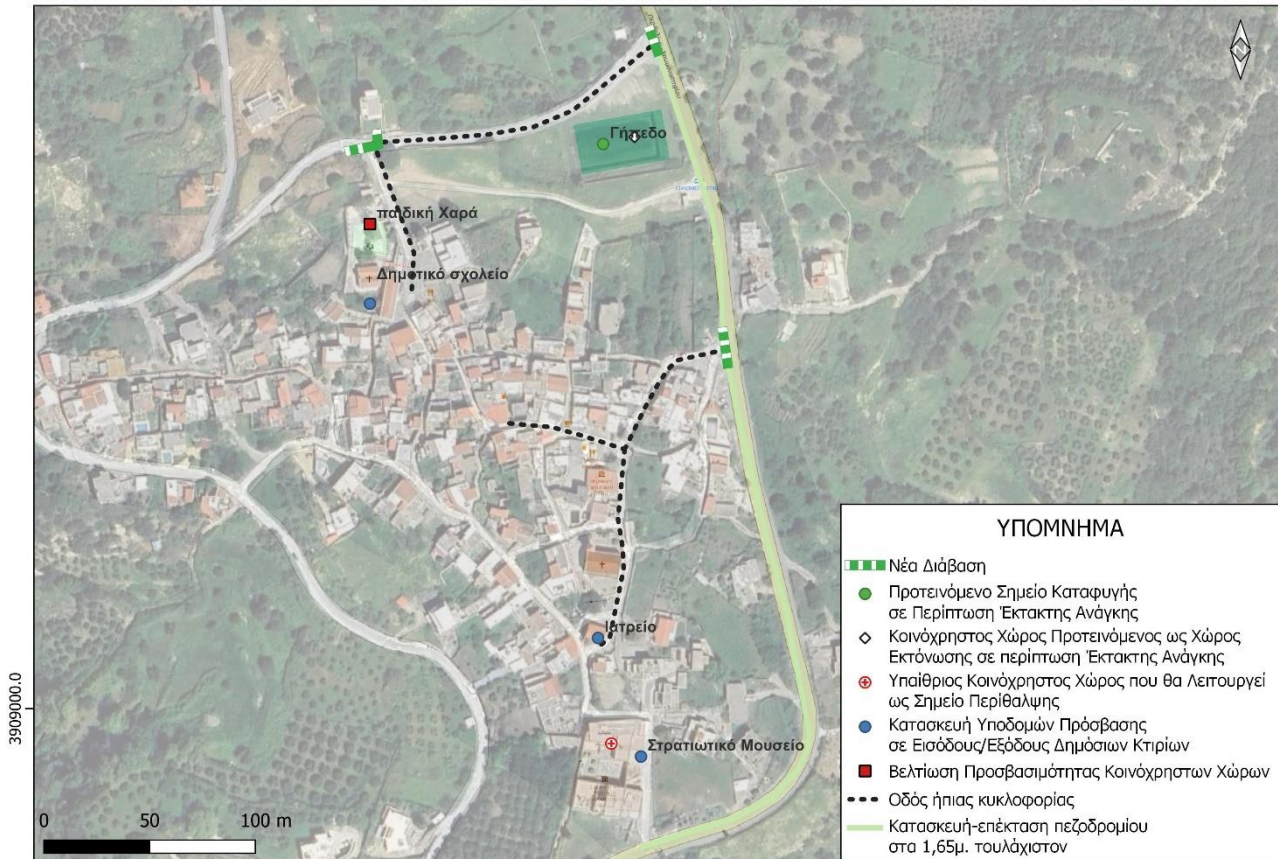 N
Γήπεδο
παιδική Χαρά
Δημοτικό σχολείο
Ιατρείο
Στρατιωτικό Μουσείο
3909000.0
0 50 100 m
ΥΠΟΜΝΗΜΑ
Νέα Διάβαση
Προτεινόμενο Σημείο Καταφυγής
σε Περίπτωση Έκτακτης Ανάγκης
Κοινόχρηστος Χώρος Προτεινόμενος ως Χώρος
Εκτόνωσης σε περίπτωση Έκτακτης Ανάγκης
Υπαίθριος Κοινόχρηστος Χώρος που θα Λειτουργεί
ως Σημείο Περίθαλψης
Κατασκευή Υποδομών Πρόσβασης
σε Εισόδους/Εξόδους Δημόσιων Κτιρίων
Βελτίωση Προσβασιμότητας Κοινόχρηστων Χώρων
Οδός ήπιας κυκλοφορίας
Κατασκευή-επέκταση πεζοδρομίου
στα 1,65μ. τουλάχιστον